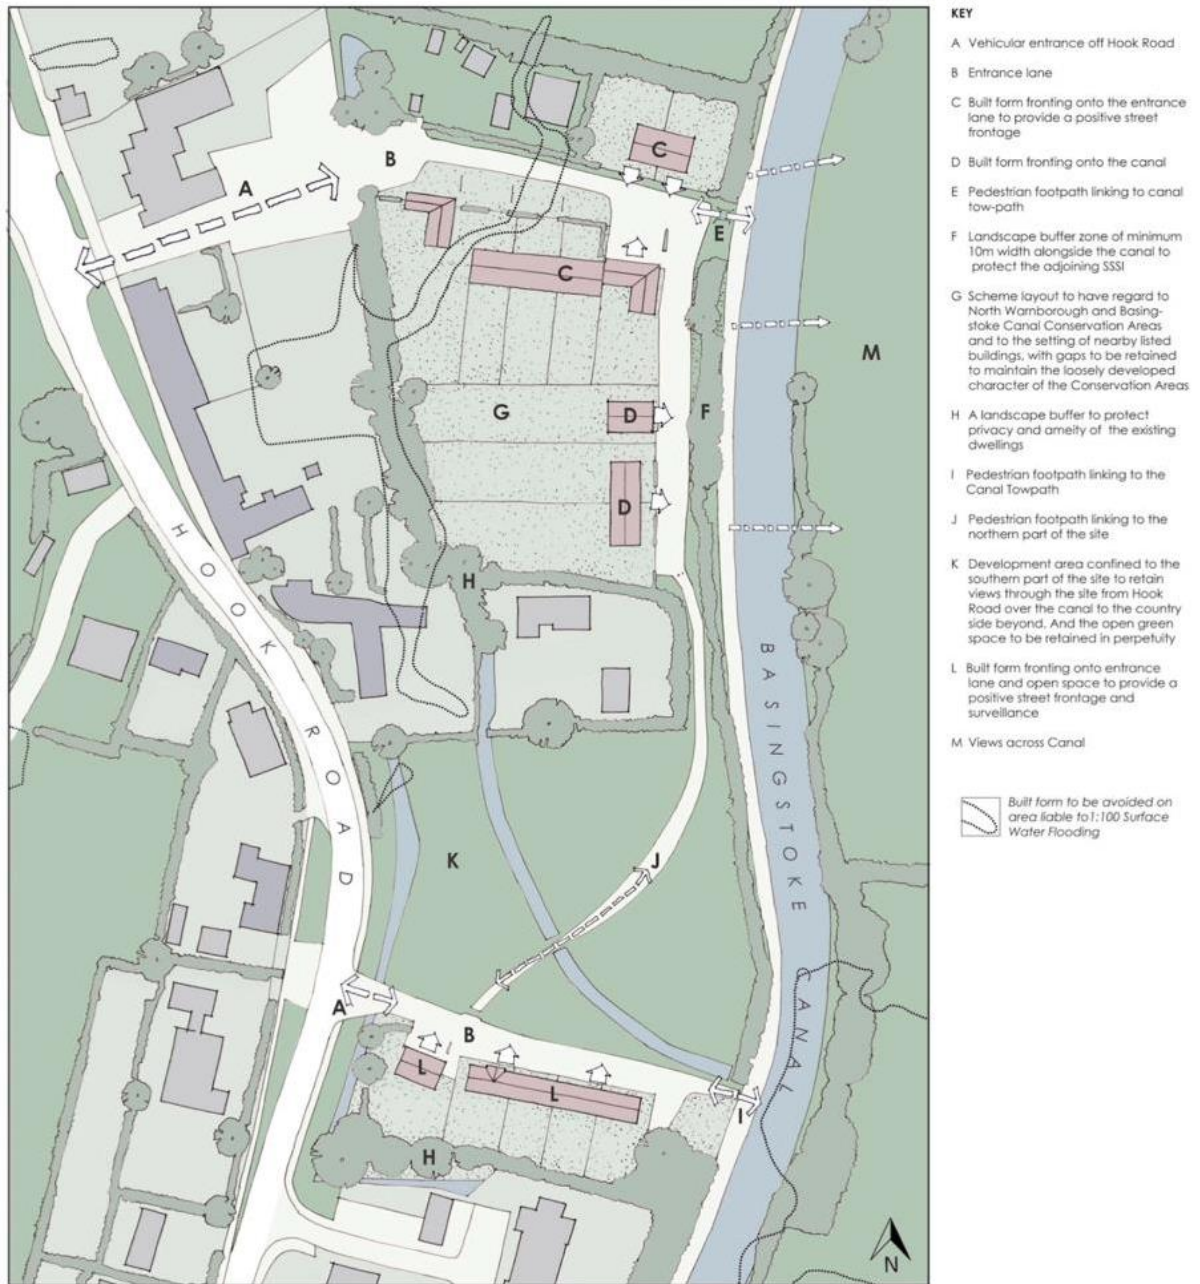 A
B
C
E
C
M
G
D
F
D
H
HOOK ROAD
BASINGSTOKE CANAL
K
J
A
B
L
L
I
H
N
KEY
A Vehicular entrance off Hook Road
B Entrance lane
C Built form fronting onto the entrance
lane to provide a positive street
frontage
D Built form fronting onto the canal
E Pedestrian footpath linking to canal
tow-path
F Landscape buffer zone of minimum
10m width alongside the canal to
protect the adjoining SSSI
G Scheme layout to have regard to
North Warnborough and Basing-
stoke Canal Conservation Areas
and to the setting of nearby listed
buildings, with gaps to be retained
to maintain the loosely developed
character of the Conservation Areas
H A landscape buffer to protect
privacy and ameity of the existing
dwellings
I Pedestrian footpath linking to the
Canal Towpath
J Pedestrian footpath linking to the
northern part of the site
K Development area confined to the
southern part of the site to retain
views through the site from Hook
Road over the canal to the country
side beyond. And the open green
space to be retained in perpetuity
L Built form fronting onto entrance
lane and open space to provide a
positive street frontage and
surveillance
M Views across Canal
Built form to be avoided on
area liable to1:100 Surface
Water Flooding